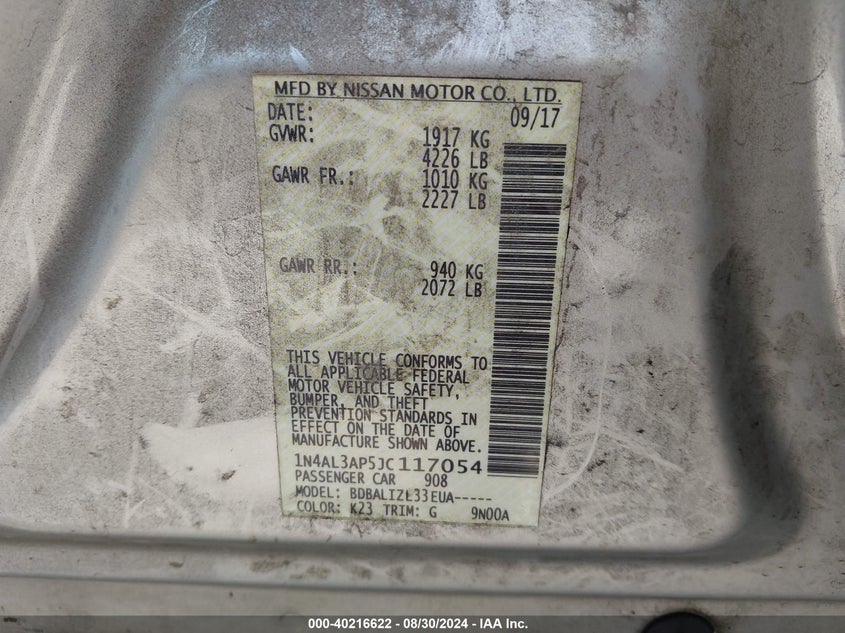 MFD BY NISSAN MOTOR CO., LTD.
DATE: 09/17
GVWR: 1917 KG
4226 LB
GAWR FR.: 1010 KG
2227 LB
GAWR RR.: 940 KG
2072 LB
THIS VEHICLE CONFORMS TO
ALL APPLICABLE FEDERAL
MOTOR VEHICLE SAFETY,
BUMPER, AND THEFT
PREVENTION STANDARDS IN
EFFECT ON THE DATE OF
MANUFACTURE SHOWN ABOVE.
1N4AL3AP5JC117054
PASSENGER CAR 908
MODEL: BDBALIZL33EUA-----
COLOR: K23 TRIM: G 9N00A
000-40216622 - 08/30/2024 - IAA Inc.